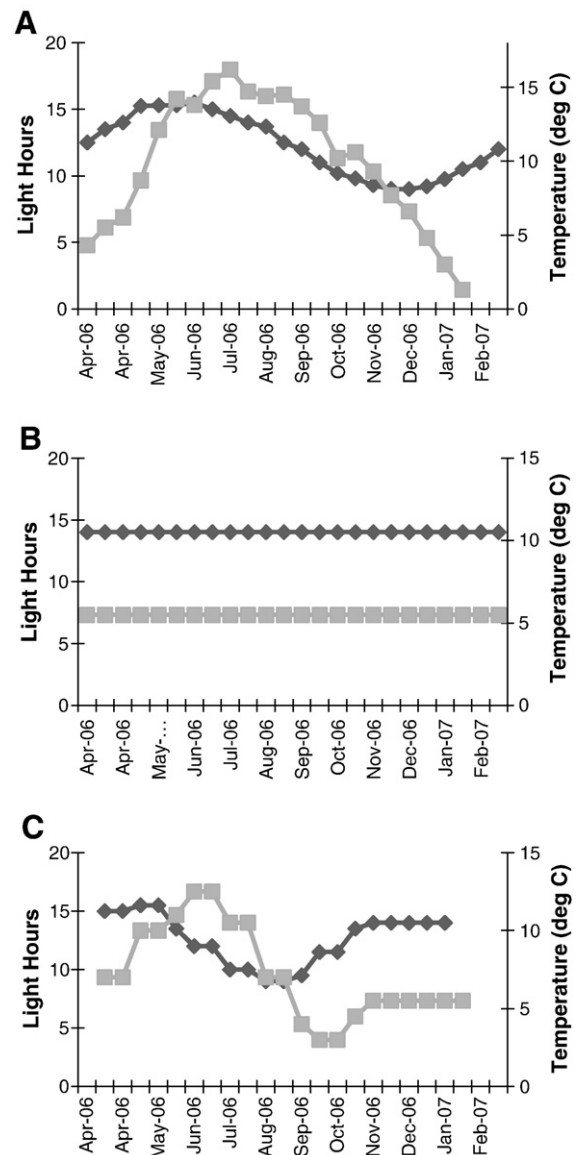 A
20
15
10
5
0
Light Hours
15
10
5
0
Temperature (deg C)
Apr-06
Apr-06
May-06
Jun-06
Jul-06
Aug-06
Sep-06
Oct-06
Nov-06
Dec-06
Jan-07
Feb-07
B
20
15
10
5
0
Light Hours
15
10
5
0
Temperature (deg C)
Apr-06
Apr-06
May-…
Jun-06
Jul-06
Aug-06
Sep-06
Oct-06
Nov-06
Dec-06
Jan-07
Feb-07
C
20
15
10
5
0
Light Hours
15
10
5
0
Temperature (deg C)
Apr-06
Apr-06
May-06
Jun-06
Jul-06
Aug-06
Sep-06
Oct-06
Nov-06
Dec-06
Jan-07
Feb-07